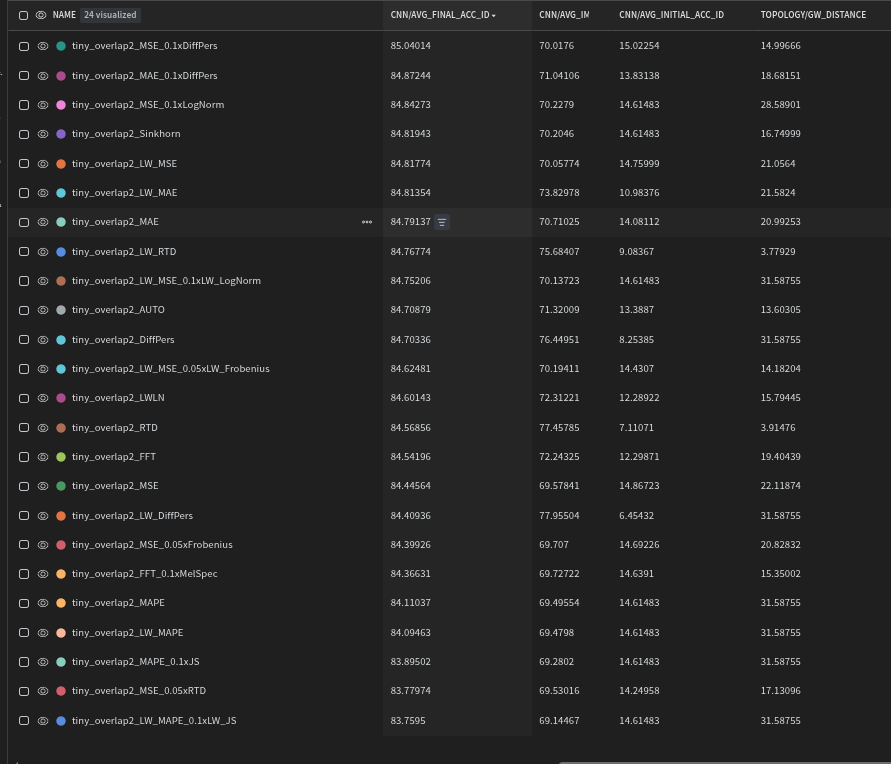 NAME 24 visualized CNN/AVG_FINAL_ACC_ID CNN/AVG_IM CNN/AVG_INITIAL_ACC_ID TOPOLOGY/GW_DISTANCE
tiny_overlap2_MSE_0.1xDiffPers 85.04014 70.0176 15.02254 14.99666
tiny_overlap2_MAE_0.1xDiffPers 84.87244 71.04106 13.83138 18.68151
tiny_overlap2_MSE_0.1xLogNorm 84.84273 70.2279 14.61483 28.58901
tiny_overlap2_Sinkhorn 84.81943 70.2046 14.61483 16.74999
tiny_overlap2_LW_MSE 84.81774 70.05774 14.75999 21.0564
tiny_overlap2_LW_MAE 84.81354 73.82978 10.98376 21.5824
tiny_overlap2_MAE 84.79137 70.71025 14.08112 20.99253
tiny_overlap2_LW_RTD 84.76774 75.68407 9.08367 3.77929
tiny_overlap2_LW_MSE_0.1xLW_LogNorm 84.75206 70.13723 14.61483 31.58755
tiny_overlap2_AUTO 84.70879 71.32009 13.3887 13.60305
tiny_overlap2_DiffPers 84.70336 76.44951 8.25385 31.58755
tiny_overlap2_LW_MSE_0.05xLW_Frobenius 84.62481 70.19411 14.4307 14.18204
tiny_overlap2_LWLN 84.60143 72.31221 12.28922 15.79445
tiny_overlap2_RTD 84.56856 77.45785 7.11071 3.91476
tiny_overlap2_FFT 84.54196 72.24325 12.29871 19.40439
tiny_overlap2_MSE 84.44564 69.57841 14.86723 22.11874
tiny_overlap2_LW_DiffPers 84.40936 77.95504 6.45432 31.58755
tiny_overlap2_MSE_0.05xFrobenius 84.39926 69.707 14.69226 20.82832
tiny_overlap2_FFT_0.1xMelSpec 84.36631 69.72722 14.6391 15.35002
tiny_overlap2_MAPE 84.11037 69.49554 14.61483 31.58755
tiny_overlap2_LW_MAPE 84.09463 69.4798 14.61483 31.58755
tiny_overlap2_MAPE_0.1xJS 83.89502 69.2802 14.61483 31.58755
tiny_overlap2_MSE_0.05xRTD 83.77974 69.53016 14.24958 17.13096
tiny_overlap2_LW_MAPE_0.1xLW_JS 83.7595 69.14467 14.61483 31.58755